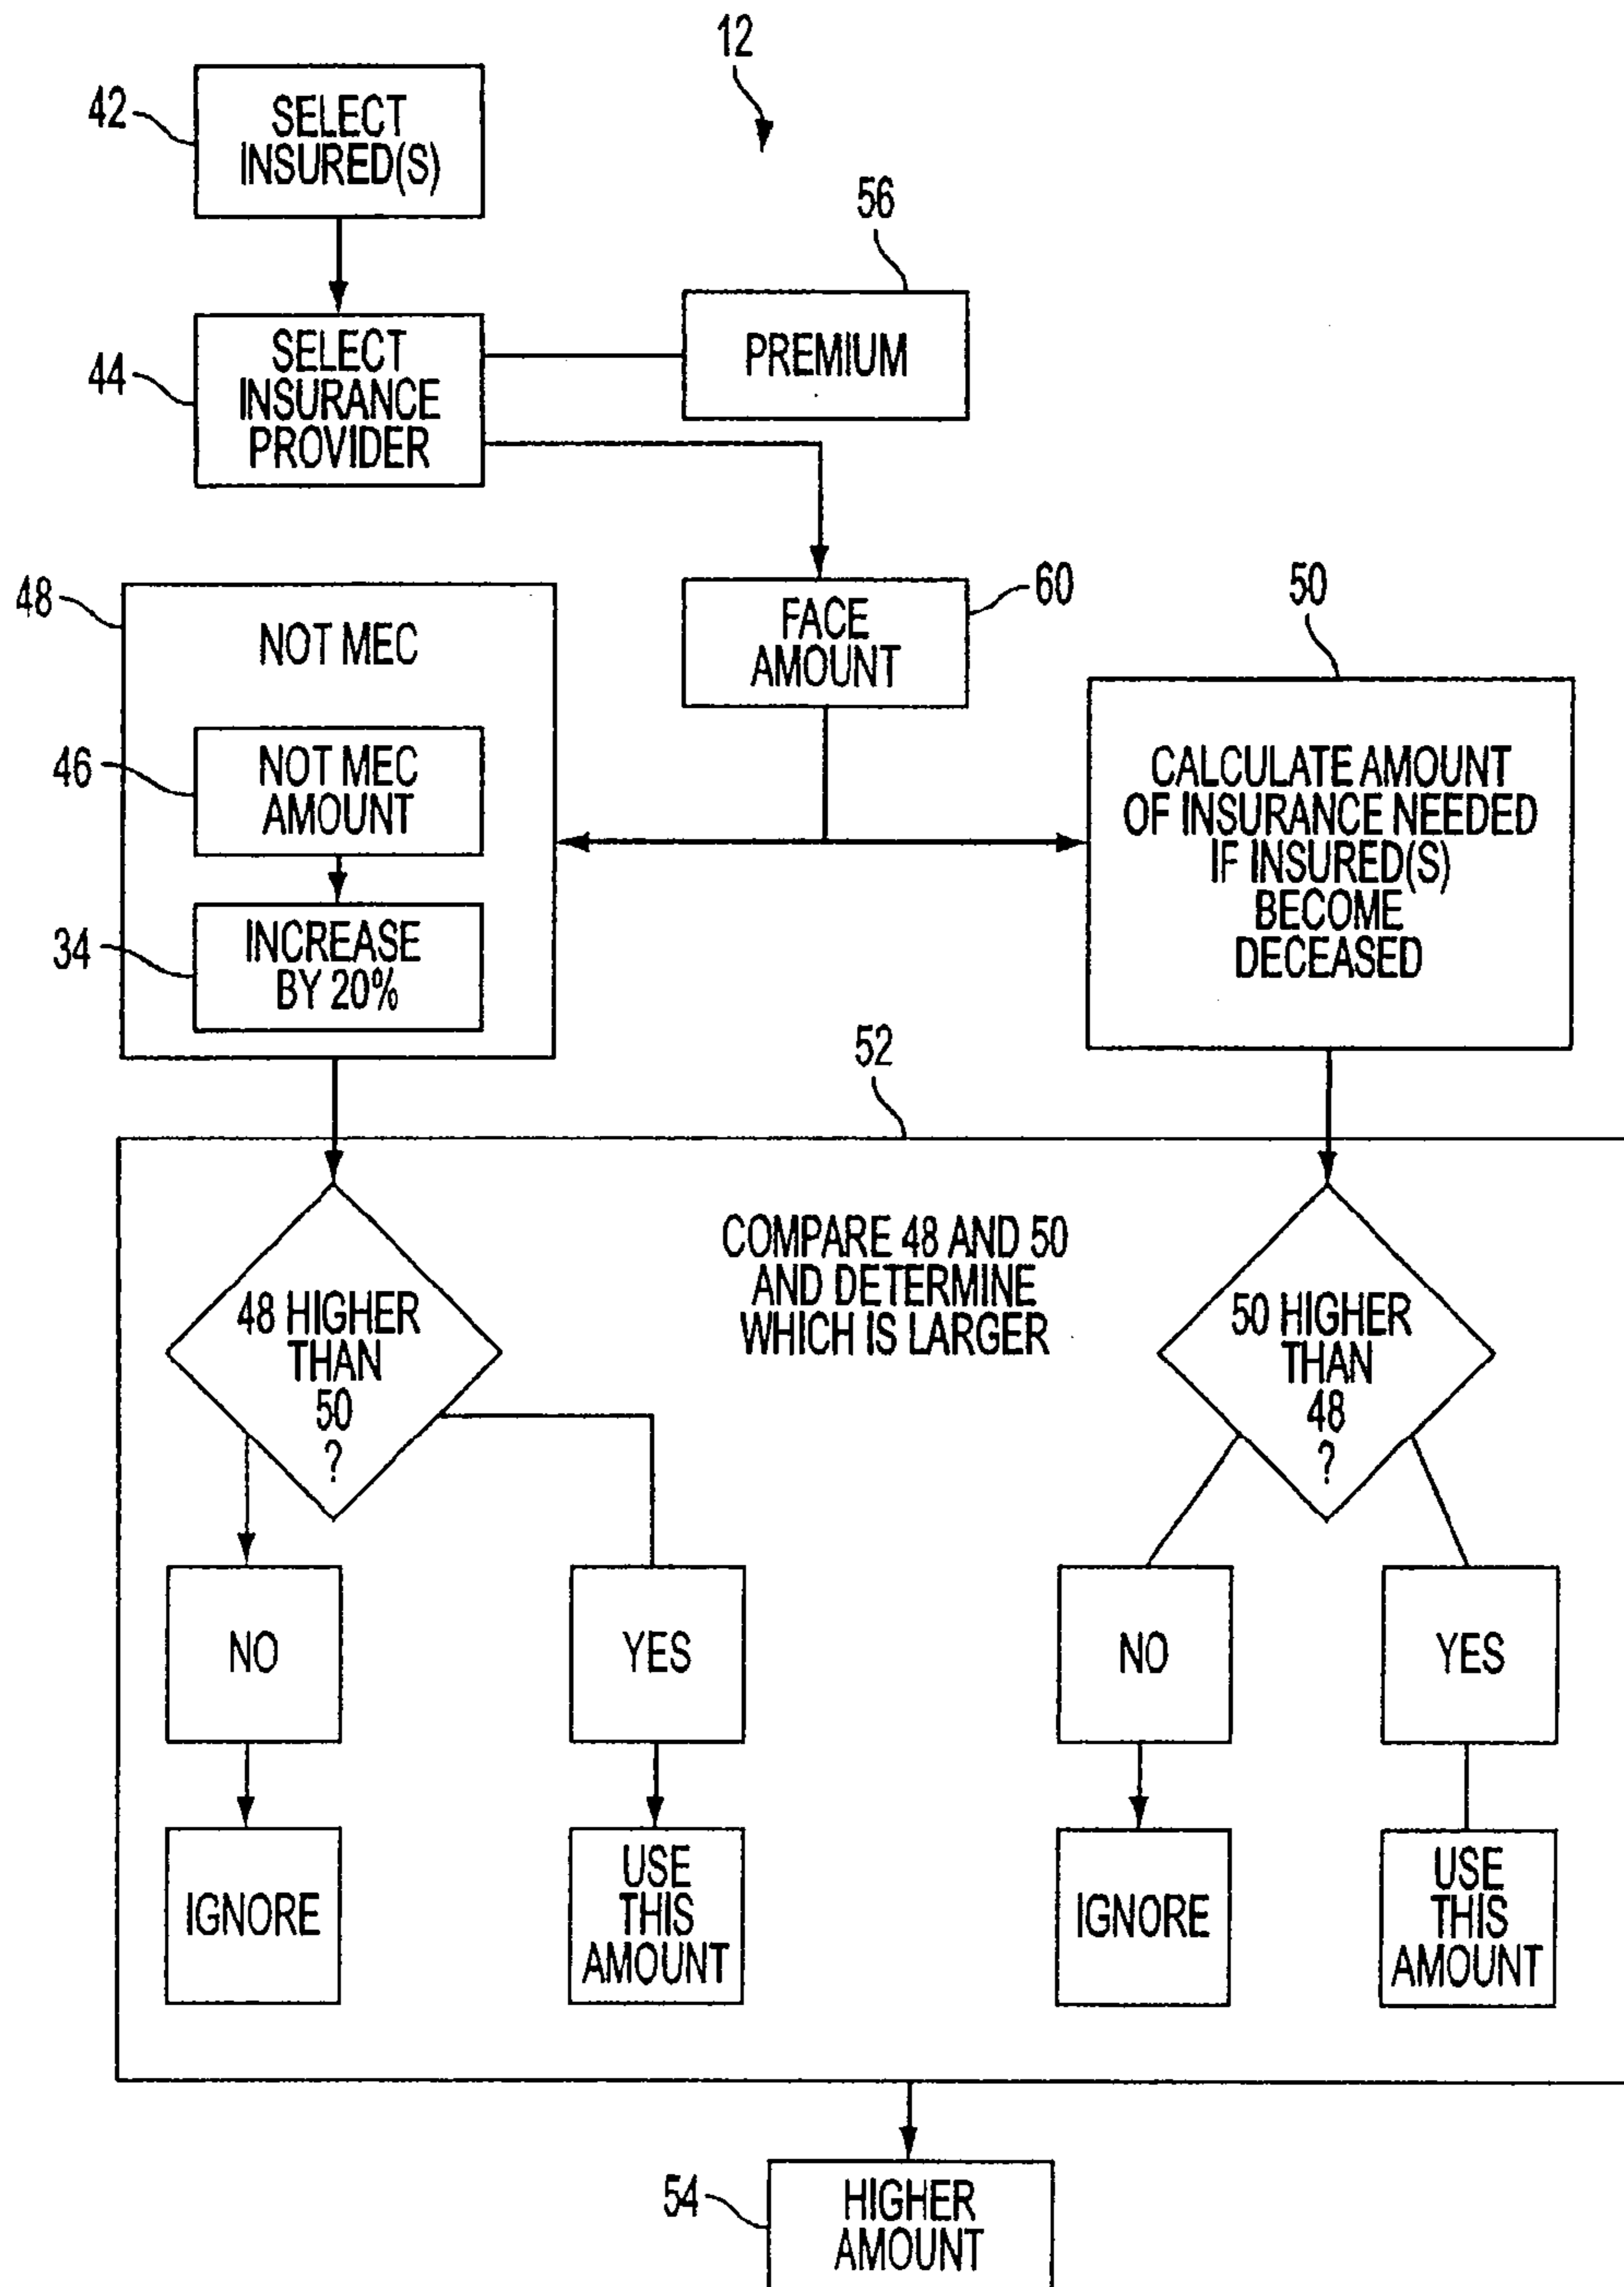 12
42
SELECT
INSURED(S)
56
PREMIUM
44
SELECT
INSURANCE
PROVIDER
48
NOT MEC
60
FACE
AMOUNT
50
46
NOT MEC
AMOUNT
CALCULATE AMOUNT
OF INSURANCE NEEDED
IF INSURED(S)
BECOME
DECEASED
34
INCREASE
BY 20%
52
COMPARE 48 AND 50
AND DETERMINE
WHICH IS LARGER
48 HIGHER
THAN
50
?
50 HIGHER
THAN
48
?
NO
YES
NO
YES
IGNORE
USE
THIS
AMOUNT
IGNORE
USE
THIS
AMOUNT
54
HIGHER
AMOUNT